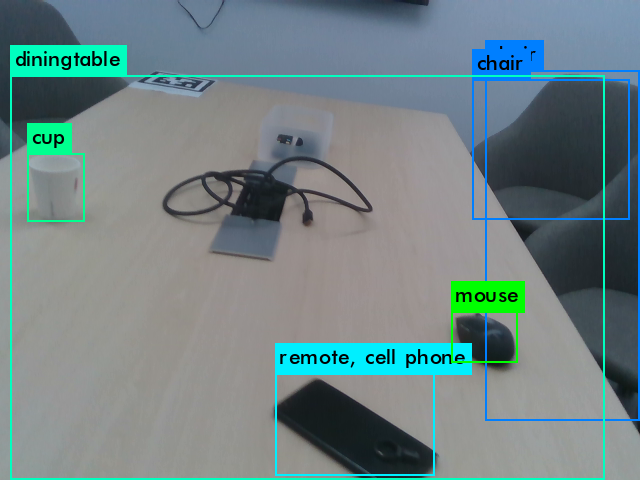 chair
diningtable
cup
mouse
remote, cell phone